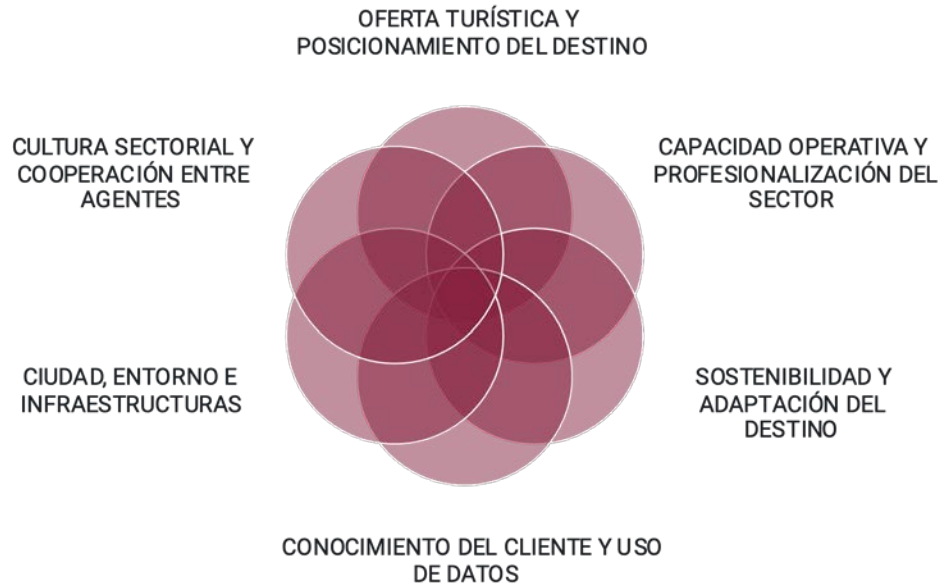 OFERTA TURÍSTICA Y
POSICIONAMIENTO DEL DESTINO
CULTURA SECTORIAL Y
COOPERACIÓN ENTRE
AGENTES
CAPACIDAD OPERATIVA Y
PROFESIONALIZACIÓN DEL
SECTOR
CIUDAD, ENTORNO E
INFRAESTRUCTURAS
SOSTENIBILIDAD Y
ADAPTACIÓN DEL
DESTINO
CONOCIMIENTO DEL CLIENTE Y USO
DE DATOS